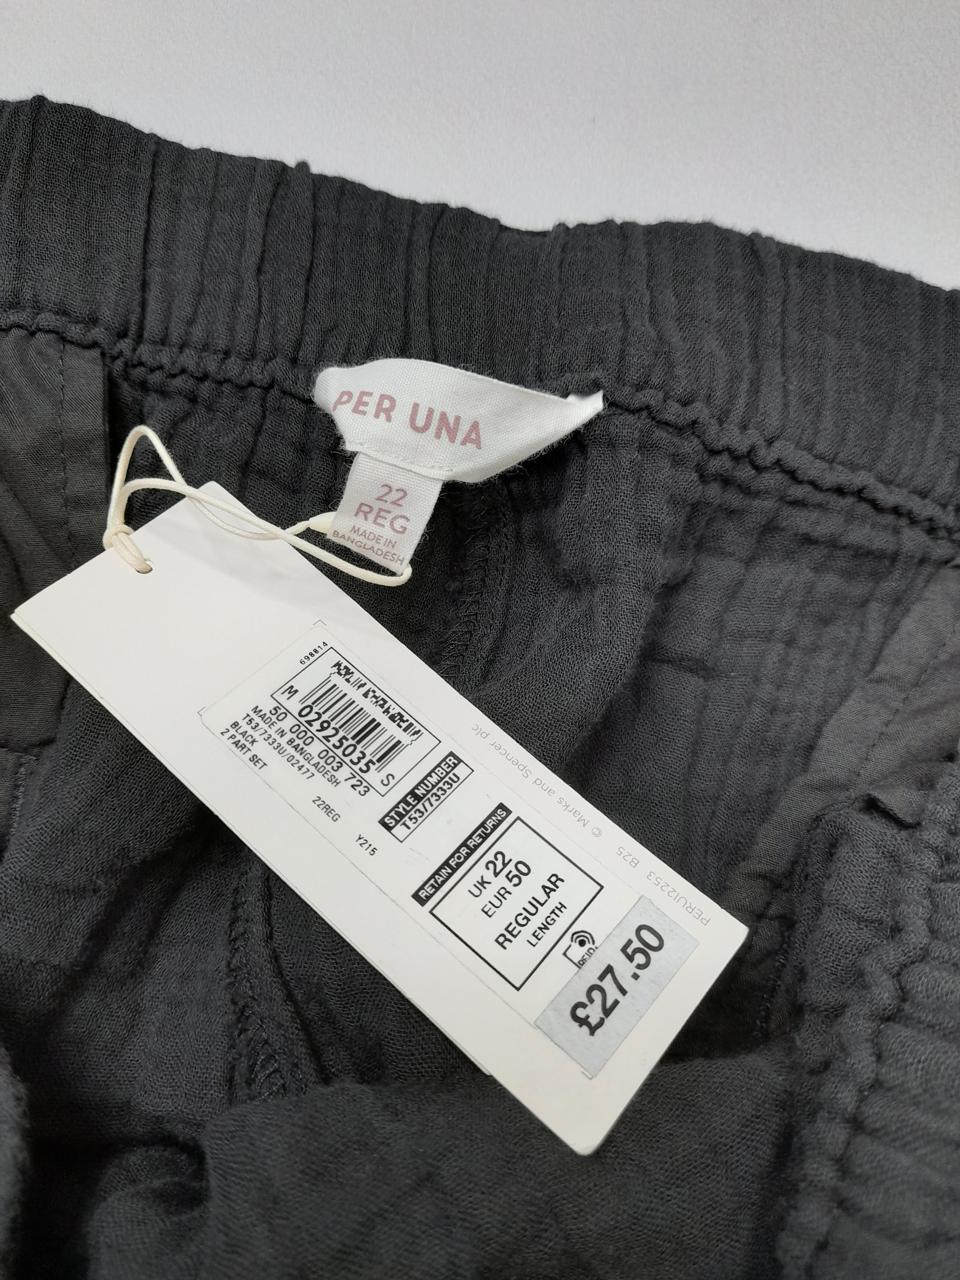 PER UNA
22
REG
MADE IN
BANGLADESH
698814
M 02925035 S
50 000 003 723
MADE IN BANGLADESH
T53/7333U/02477
BLACK
2 PART SET
22REG
Y215
STYLE NUMBER
T53/7333U
RETAIN FOR RETURNS
UK 22
EUR 50
REGULAR
LENGTH
RFID
£27.50
© Marks and Spencer plc
PERU12253 B25